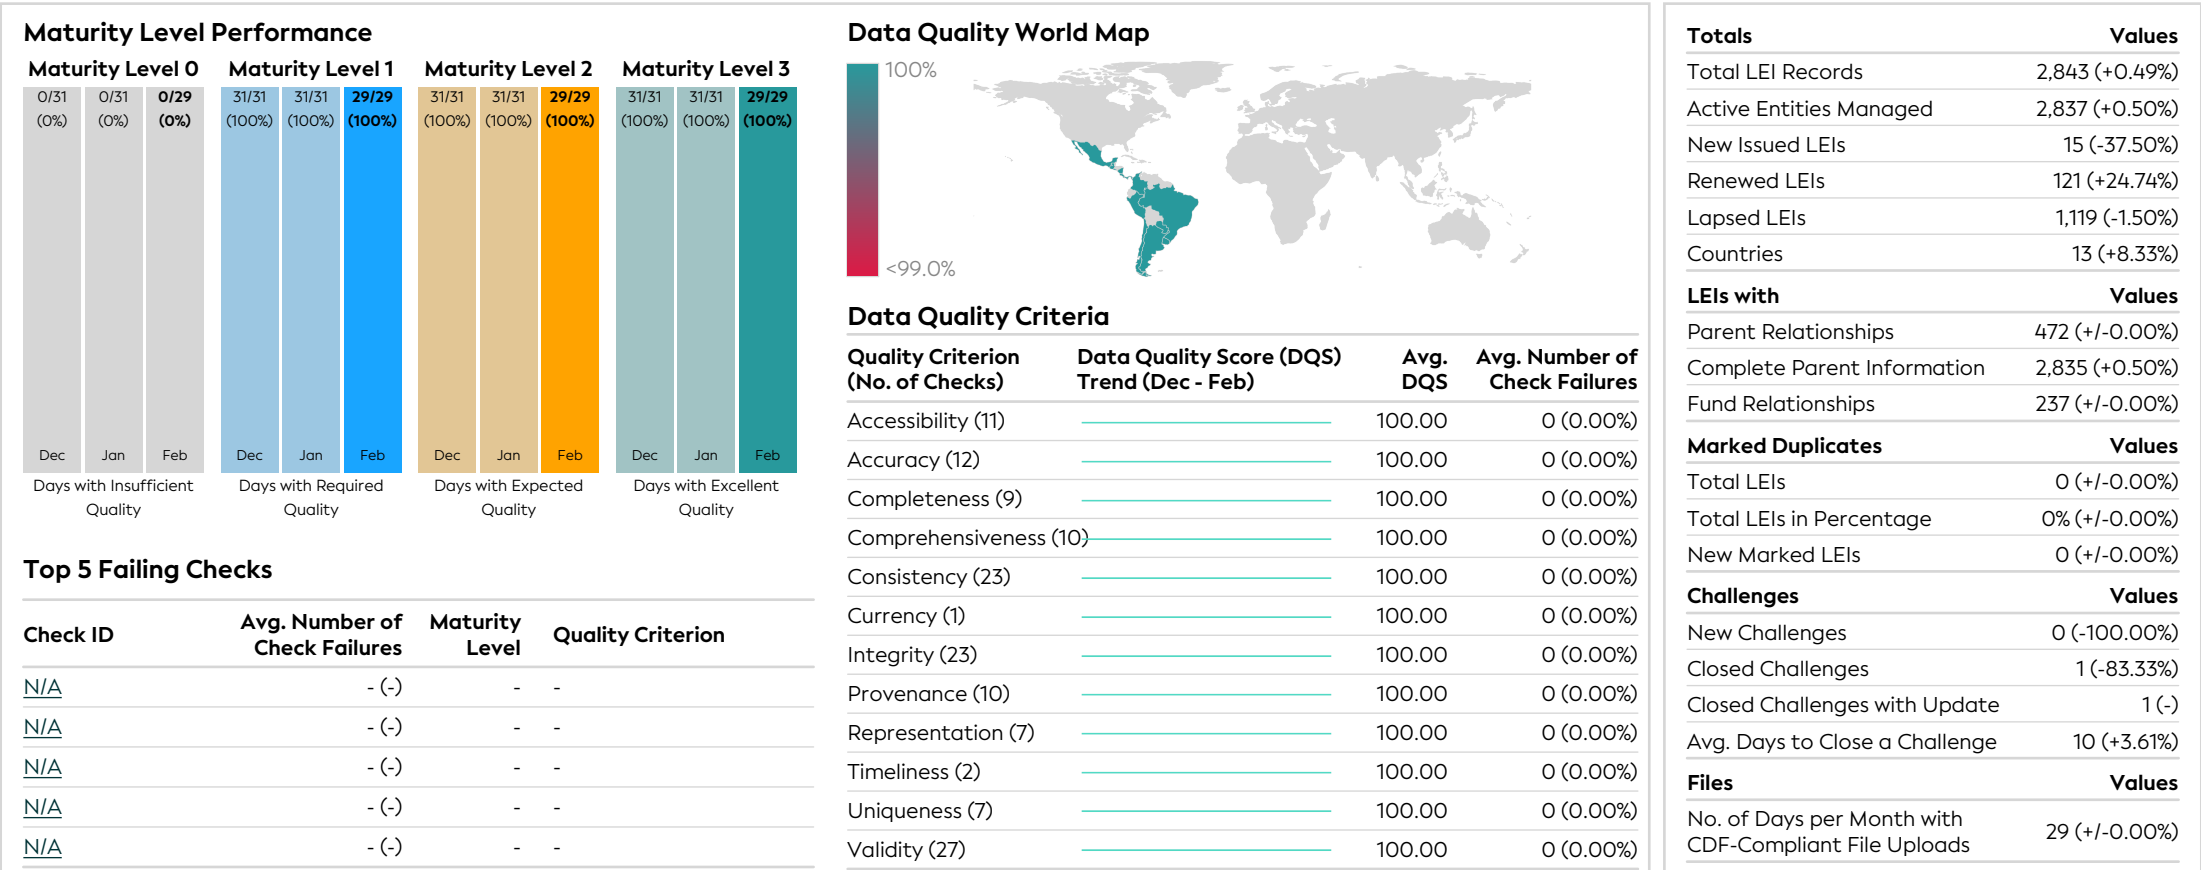 Maturity Level Performance
Maturity Level 0 Maturity Level 1 Maturity Level 2 Maturity Level 3
0/31 0/31 0/29 31/31 31/31 29/29 31/31 31/31 29/29 31/31 31/31 29/29
(0%) (0%) (0%) (100%) (100%) (100%) (100%) (100%) (100%) (100%) (100%) (100%)
Dec Jan Feb Dec Jan Feb Dec Jan Feb Dec Jan Feb
Days with Insufficient Days with Required Days with Expected Days with Excellent
Quality Quality Quality Quality
Top 5 Failing Checks
Avg. Number of Maturity
Check ID Quality Criterion
Check Failures Level
N/A - (-) - -
N/A - (-) - -
N/A - (-) - -
N/A - (-) - -
N/A - (-) - -
Data Quality World Map
100%
<99.0%
Data Quality Criteria
Quality Criterion Data Quality Score (DQS) Avg. Avg. Number of
(No. of Checks) Trend (Dec - Feb) DQS Check Failures
Accessibility (11) 100.00 0 (0.00%)
Accuracy (12) 100.00 0 (0.00%)
Completeness (9) 100.00 0 (0.00%)
Comprehensiveness (10) 100.00 0 (0.00%)
Consistency (23) 100.00 0 (0.00%)
Currency (1) 100.00 0 (0.00%)
Integrity (23) 100.00 0 (0.00%)
Provenance (10) 100.00 0 (0.00%)
Representation (7) 100.00 0 (0.00%)
Timeliness (2) 100.00 0 (0.00%)
Uniqueness (7) 100.00 0 (0.00%)
Validity (27) 100.00 0 (0.00%)
Totals Values
Total LEI Records 2,843 (+0.49%)
Active Entities Managed 2,837 (+0.50%)
New Issued LEIs 15 (-37.50%)
Renewed LEIs 121 (+24.74%)
Lapsed LEIs 1,119 (-1.50%)
Countries 13 (+8.33%)
LEIs with Values
Parent Relationships 472 (+/-0.00%)
Complete Parent Information 2,835 (+0.50%)
Fund Relationships 237 (+/-0.00%)
Marked Duplicates Values
Total LEIs 0 (+/-0.00%)
Total LEIs in Percentage 0% (+/-0.00%)
New Marked LEIs 0 (+/-0.00%)
Challenges Values
New Challenges 0 (-100.00%)
Closed Challenges 1 (-83.33%)
Closed Challenges with Update 1 (-)
Avg. Days to Close a Challenge 10 (+3.61%)
Files Values
No. of Days per Month with
CDF-Compliant File Uploads 29 (+/-0.00%)